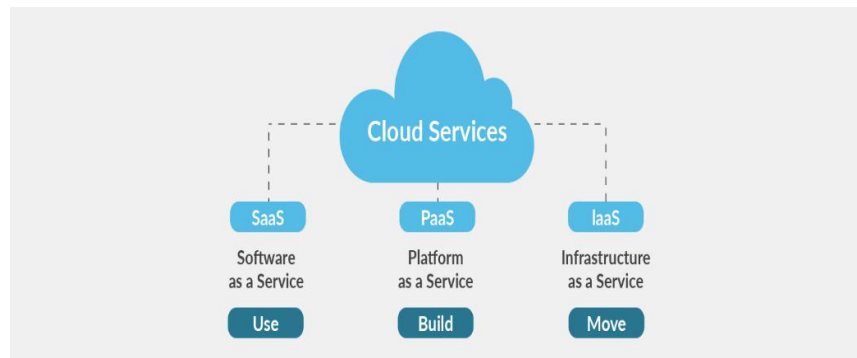 Cloud Services
SaaS
Software
as a Service
Use
PaaS
Platform
as a Service
Build
IaaS
Infrastructure
as a Service
Move